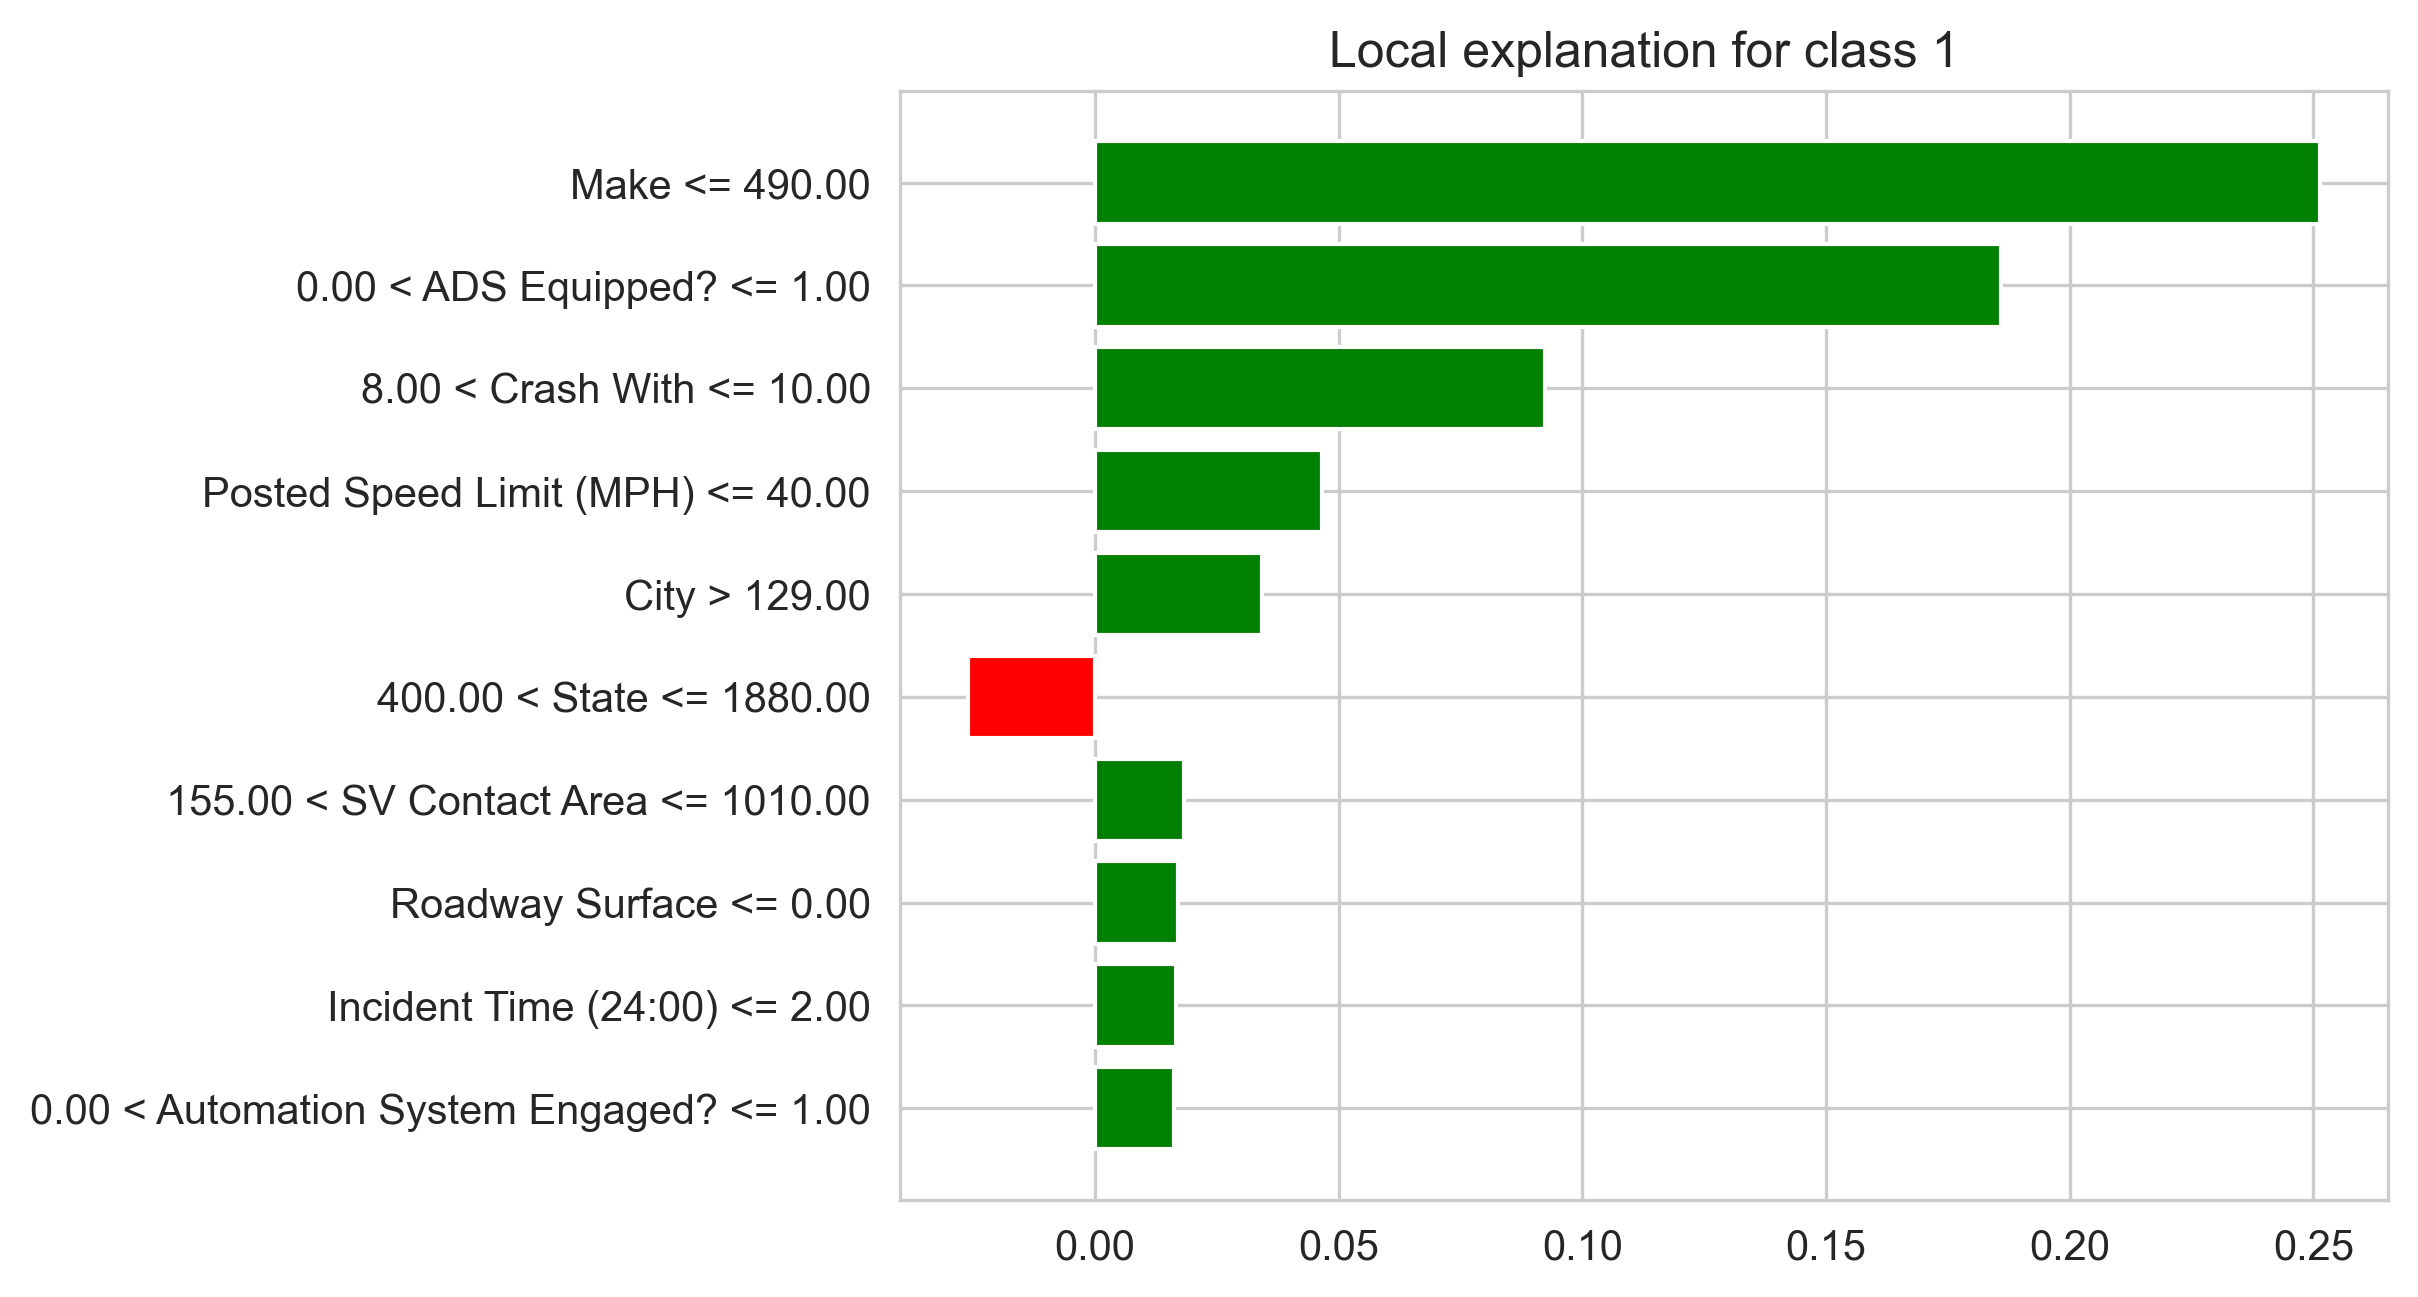 Local explanation for class 1
Make <= 490.00
0.00 < ADS Equipped? <= 1.00
8.00 < Crash With <= 10.00
Posted Speed Limit (MPH) <= 40.00
City > 129.00
400.00 < State <= 1880.00
155.00 < SV Contact Area <= 1010.00
Roadway Surface <= 0.00
Incident Time (24:00) <= 2.00
0.00 < Automation System Engaged? <= 1.00
0.00 0.05 0.10 0.15 0.20 0.25